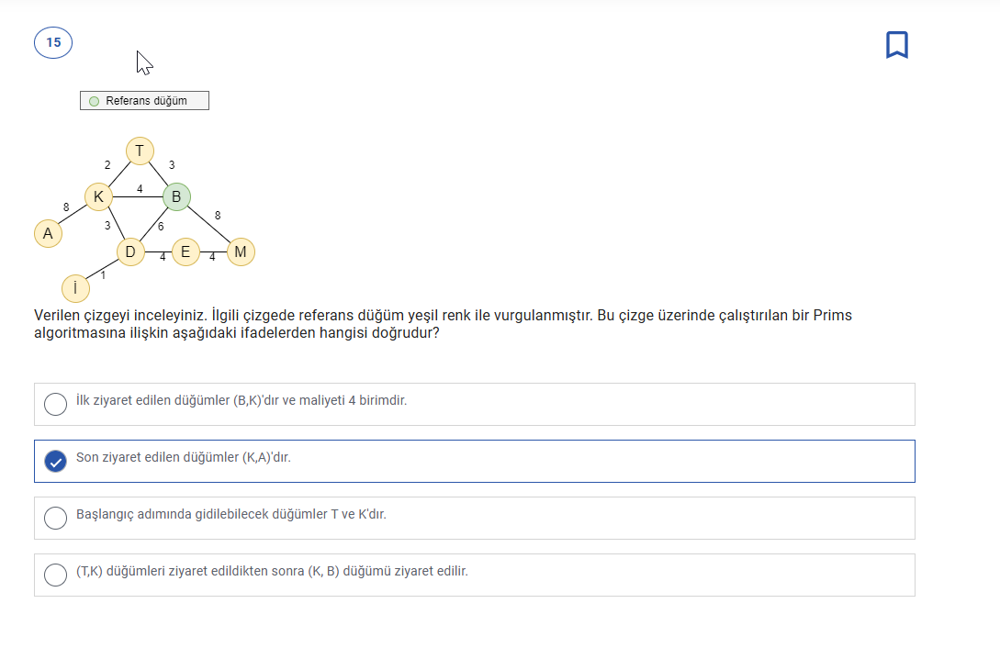 15
Referans düğüm
T
2
3
4
K
B
8
8
3
6
A
D
4
E
4
M
1
İ
Verilen çizgeyi inceleyiniz. İlgili çizgede referans düğüm yeşil renk ile vurgulanmıştır. Bu çizge üzerinde çalıştırılan bir Prims
algoritmasına ilişkin aşağıdaki ifadelerden hangisi doğrudur?
İlk ziyaret edilen düğümler (B,K)'dır ve maliyeti 4 birimdir.
Son ziyaret edilen düğümler (K,A)'dır.
Başlangıç adımında gidilebilecek düğümler T ve K'dır.
(T,K) düğümleri ziyaret edildikten sonra (K, B) düğümü ziyaret edilir.